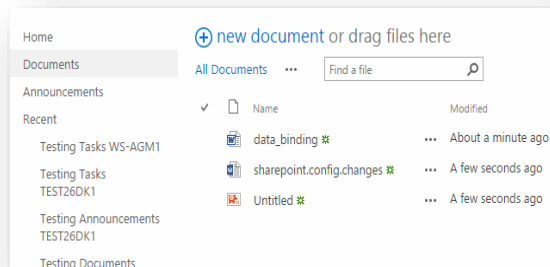 Home
Documents
Announcements
Recent
Testing Tasks WS-AGM1
Testing Tasks
TEST26DK1
Testing Announcements
TEST26DK1
Testing Documents
new document or drag files here
All Documents ...
Find a file
Name Modified
data_binding ... About a minute ago
sharepoint.config.changes ... A few seconds ago
Untitled ... A few seconds ago